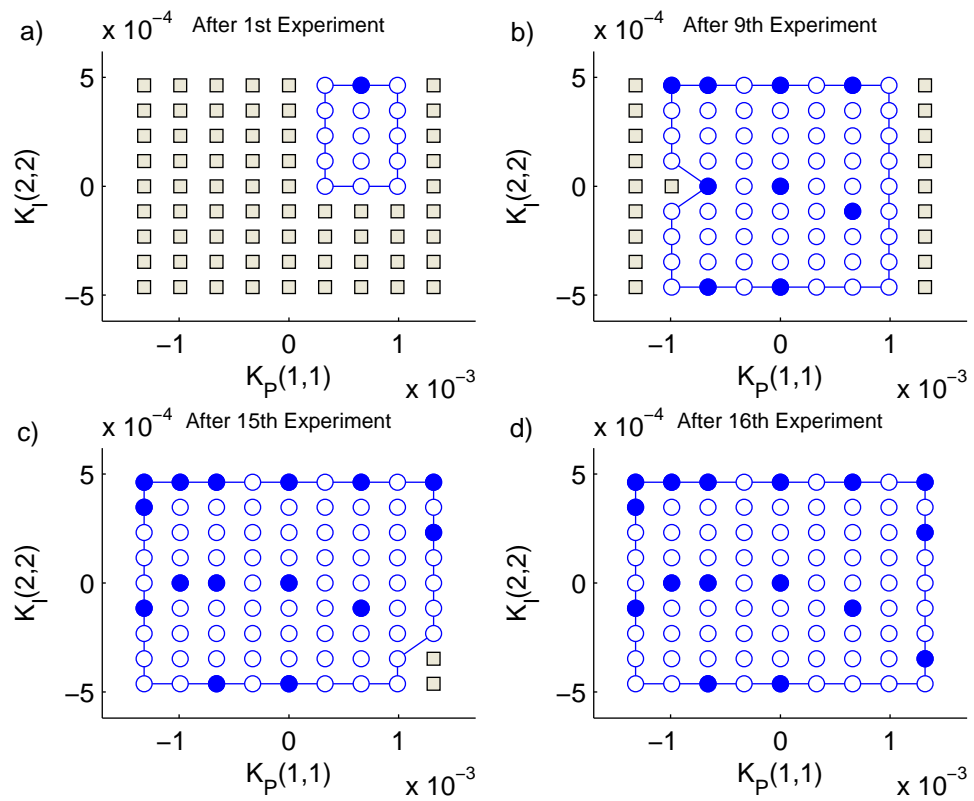 a)
x 10⁻⁴
After 1st Experiment
5
0
−5
K_I(2,2)
−1
0
1
K_P(1,1)
x 10⁻³
b)
x 10⁻⁴
After 9th Experiment
5
0
−5
K_I(2,2)
−1
0
1
K_P(1,1)
x 10⁻³
c)
x 10⁻⁴
After 15th Experiment
5
0
−5
K_I(2,2)
−1
0
1
K_P(1,1)
x 10⁻³
d)
x 10⁻⁴
After 16th Experiment
5
0
−5
K_I(2,2)
−1
0
1
K_P(1,1)
x 10⁻³